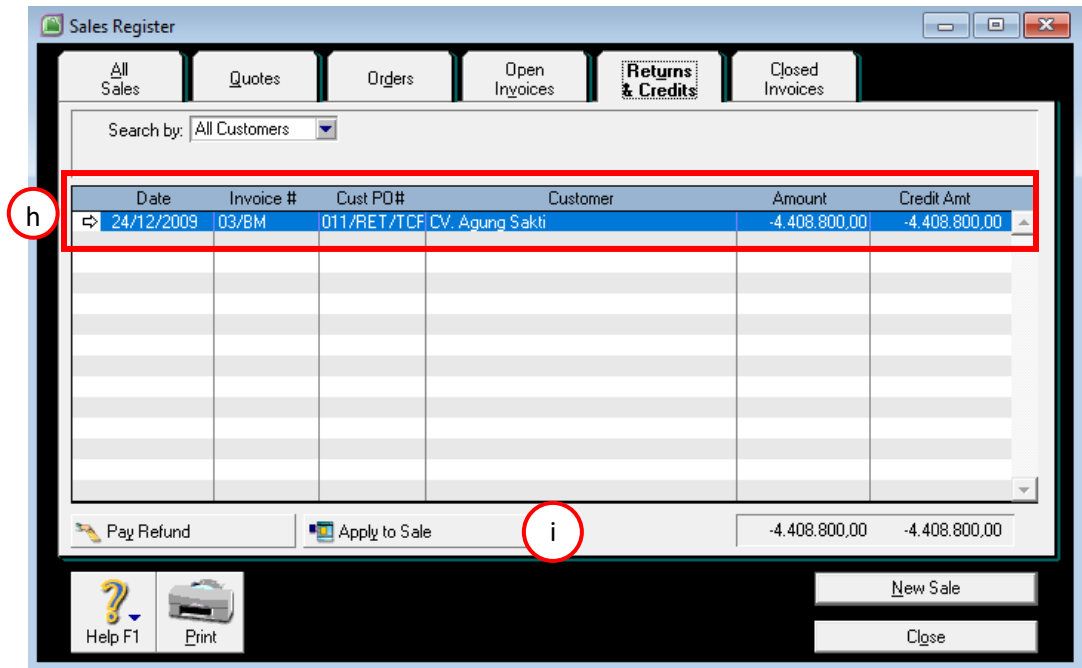 Sales Register
All Sales
Quotes
Orders
Open Invoices
Returns & Credits
Closed Invoices
Search by: All Customers
h
Date Invoice # Cust PO# Customer Amount Credit Amt
24/12/2009 03/BM 011/RET/TCF CV. Agung Sakti -4.408.800,00 -4.408.800,00
Pay Refund Apply to Sale i -4.408.800,00 -4.408.800,00
Help F1 Print
New Sale
Close